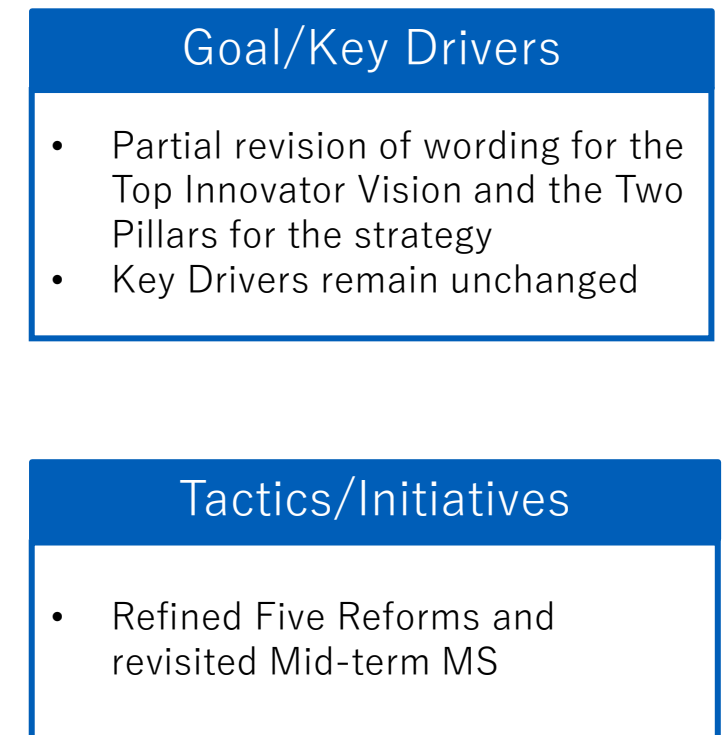 Goal/Key Drivers
• Partial revision of wording for the
Top Innovator Vision and the Two
Pillars for the strategy
• Key Drivers remain unchanged
Tactics/Initiatives
• Refined Five Reforms and
revisited Mid-term MS